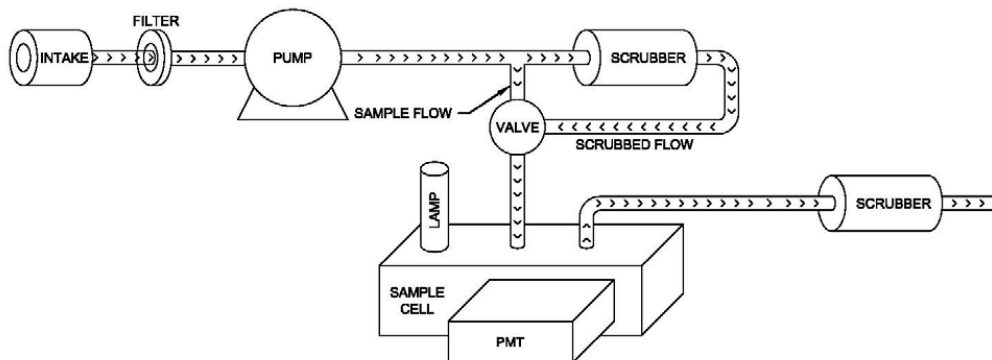 FILTER
INTAKE
PUMP
SCRUBBER
SAMPLE FLOW
VALVE
SCRUBBED FLOW
LAMP
SCRUBBER
SAMPLE
CELL
PMT